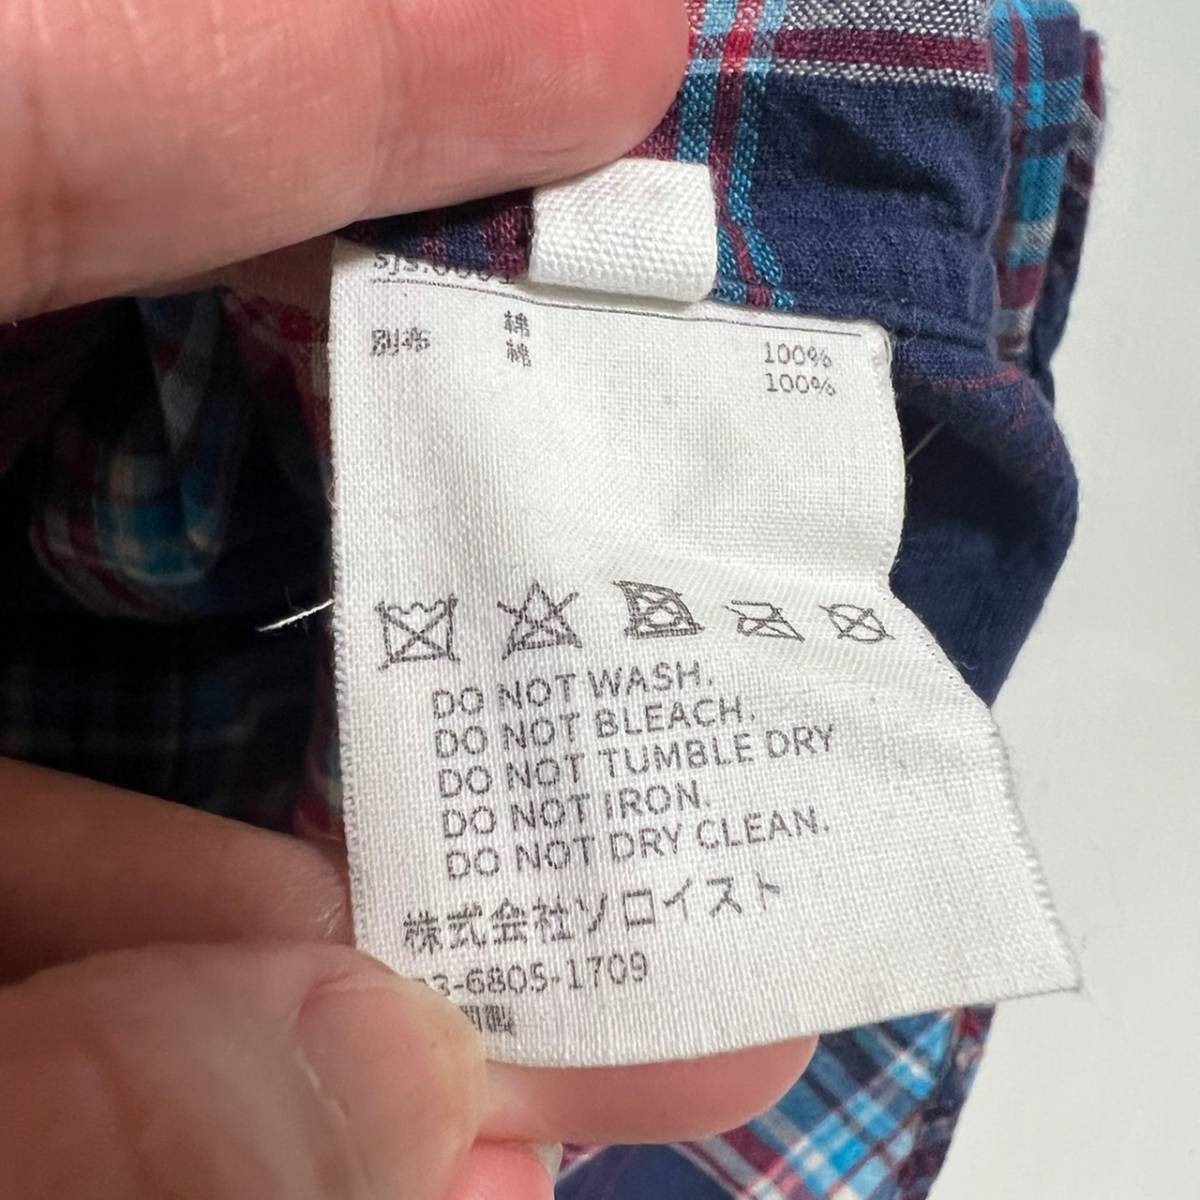 綿 100%
別布 綿 100%
DO NOT WASH.
DO NOT BLEACH.
DO NOT TUMBLE DRY
DO NOT IRON.
DO NOT DRY CLEAN.
株式会社ソロイスト
3-6805-1709